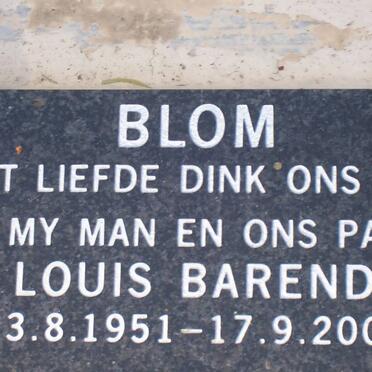 BLOM
T LIEFDE DINK ONS
MY MAN EN ONS PA
LOUIS BAREND
3.8.1951-17.9.200